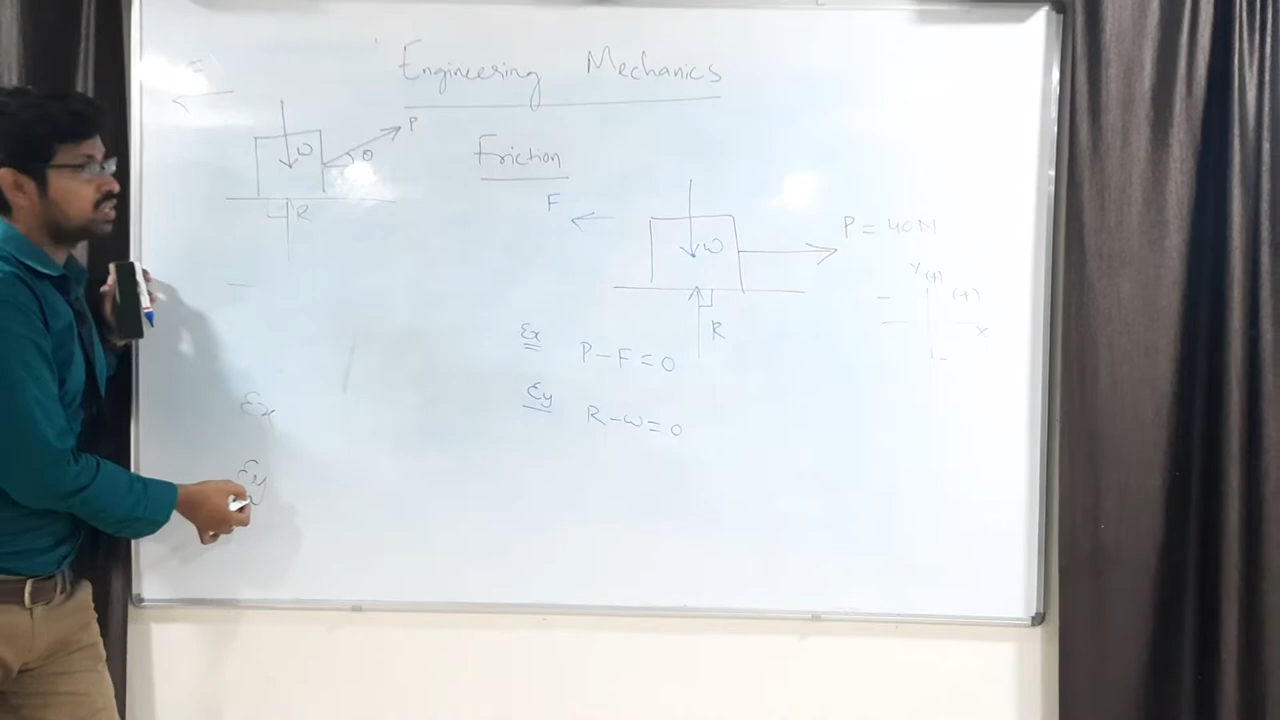 Engineering Mechanics
Friction
F
P
W
θ
R
F
W
P = 40N
R
Y (+)
(+)
-
X
-
Σx
P-F=0
Σy
R-W=0
Σx
Σy